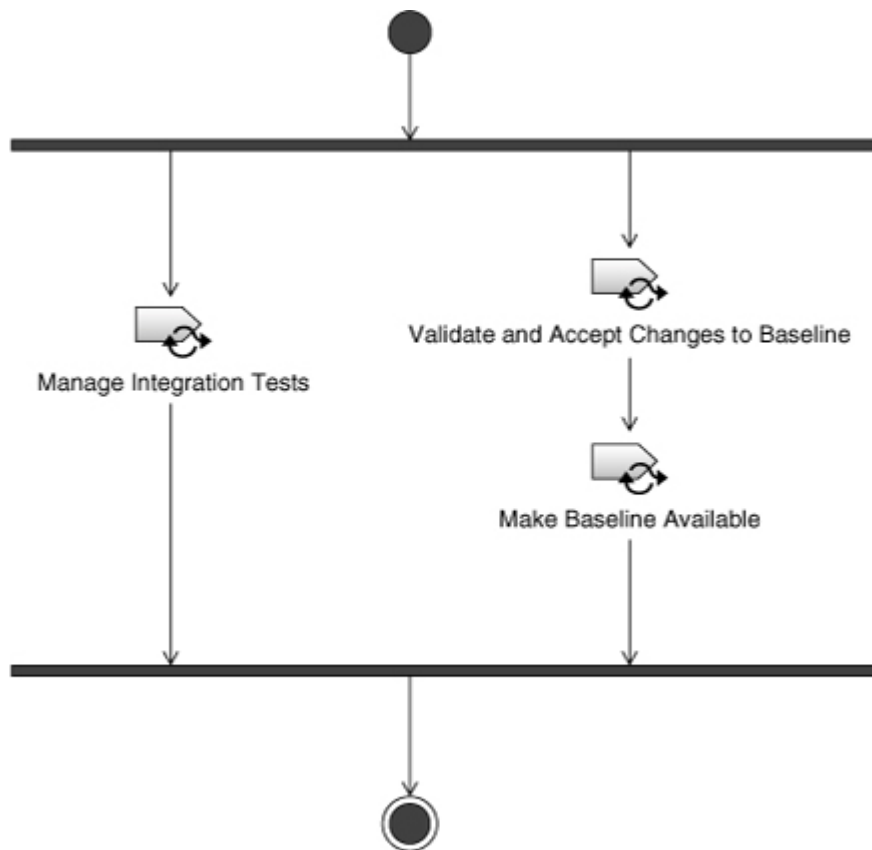 Validate and Accept Changes to Baseline
Manage Integration Tests
Make Baseline Available